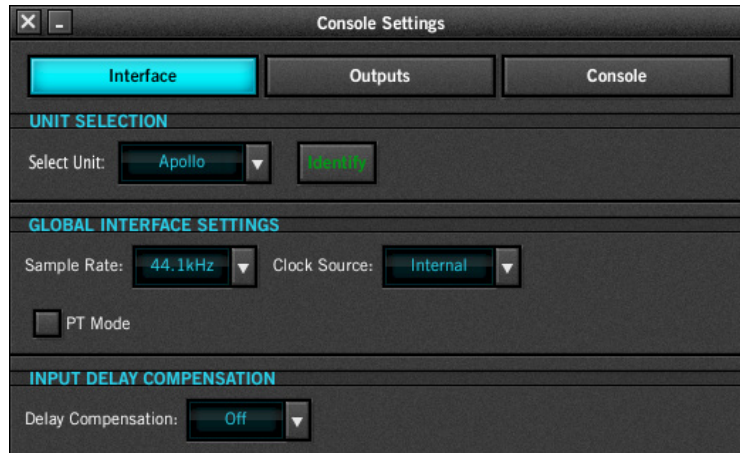 Console Settings
Interface Outputs Console
UNIT SELECTION
Select Unit: Apollo Identify
GLOBAL INTERFACE SETTINGS
Sample Rate: 44.1kHz Clock Source: Internal
PT Mode
INPUT DELAY COMPENSATION
Delay Compensation: Off